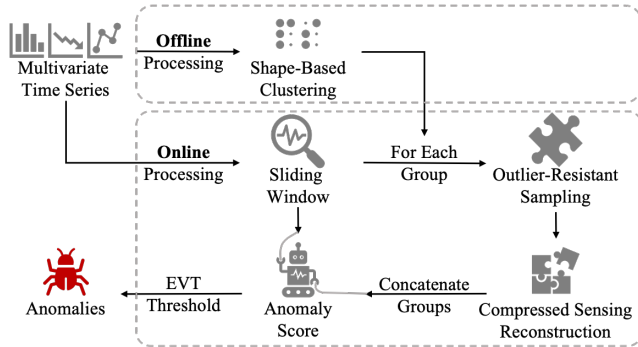 Multivariate
Time Series
Offline
Processing
Shape-Based
Clustering
Online
Processing
Sliding
Window
For Each
Group
Outlier-Resistant
Sampling
Anomalies
EVT
Threshold
Anomaly
Score
Concatenate
Groups
Compressed Sensing
Reconstruction